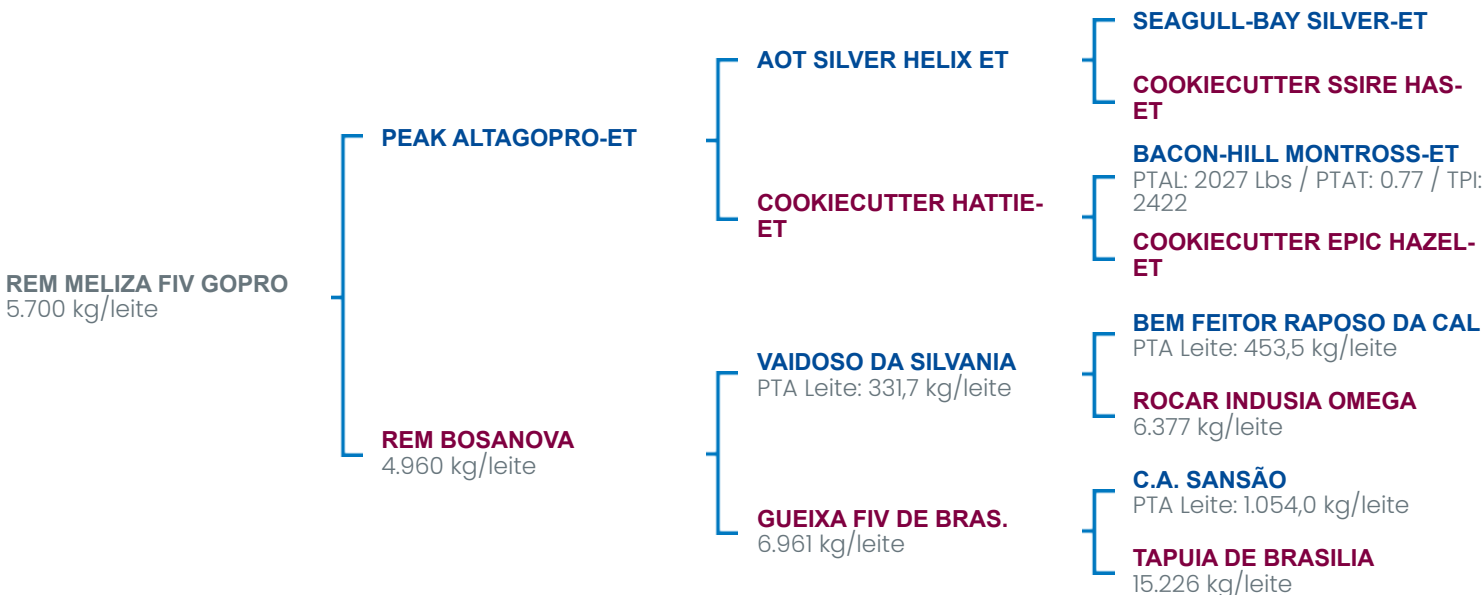 SEAGULL-BAY SILVER-ET
AOT SILVER HELIX ET
COOKIECUTTER SSIRE HAS-
ET
PEAK ALTAGOPRO-ET
BACON-HILL MONTROSS-ET
PTAL: 2027 Lbs / PTAT: 0.77 / TPI:
2422
COOKIECUTTER HATTIE-
ET
COOKIECUTTER EPIC HAZEL-
ET
REM MELIZA FIV GOPRO
5.700 kg/leite
BEM FEITOR RAPOSO DA CAL
PTA Leite: 453,5 kg/leite
VAIDOSO DA SILVANIA
PTA Leite: 331,7 kg/leite
ROCAR INDUSIA OMEGA
6.377 kg/leite
REM BOSANOVA
4.960 kg/leite
C.A. SANSÃO
PTA Leite: 1.054,0 kg/leite
GUEIXA FIV DE BRAS.
6.961 kg/leite
TAPUIA DE BRASILIA
15.226 kg/leite